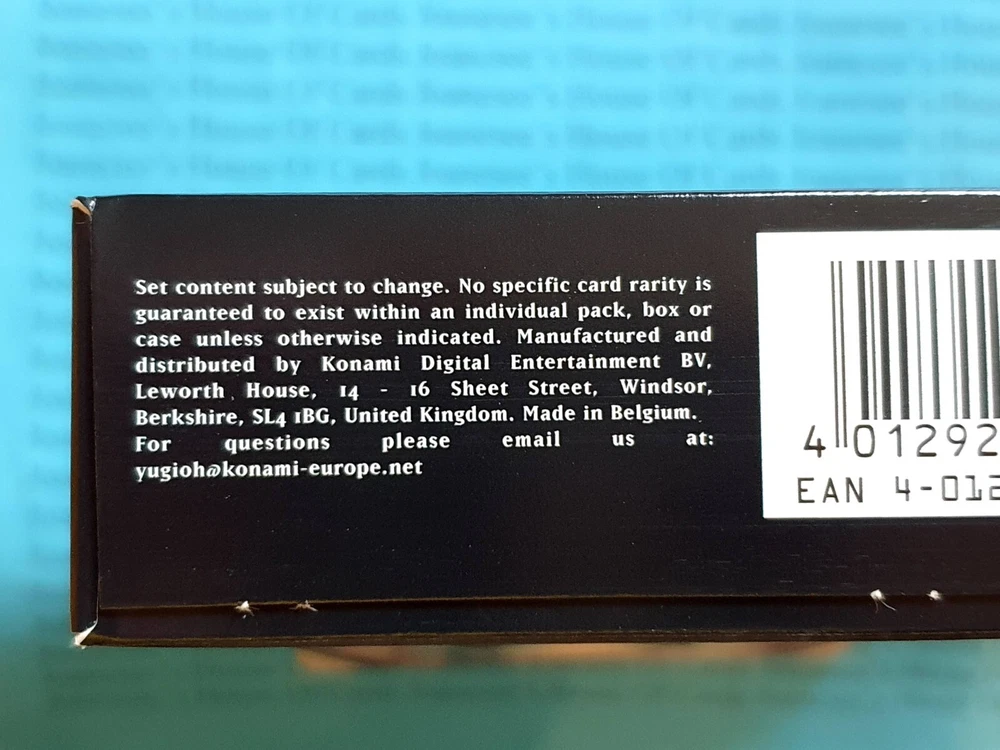 Set content subject to change. No specific card rarity is
guaranteed to exist within an individual pack, box or
case unless otherwise indicated. Manufactured and
distributed by Konami Digital Entertainment BV,
Leworth House, 14 - 16 Sheet Street, Windsor,
Berkshire, SL4 1BG, United Kingdom. Made in Belgium.
For questions please email us at:
yugioh@konami-europe.net
4 01292
EAN 4-012